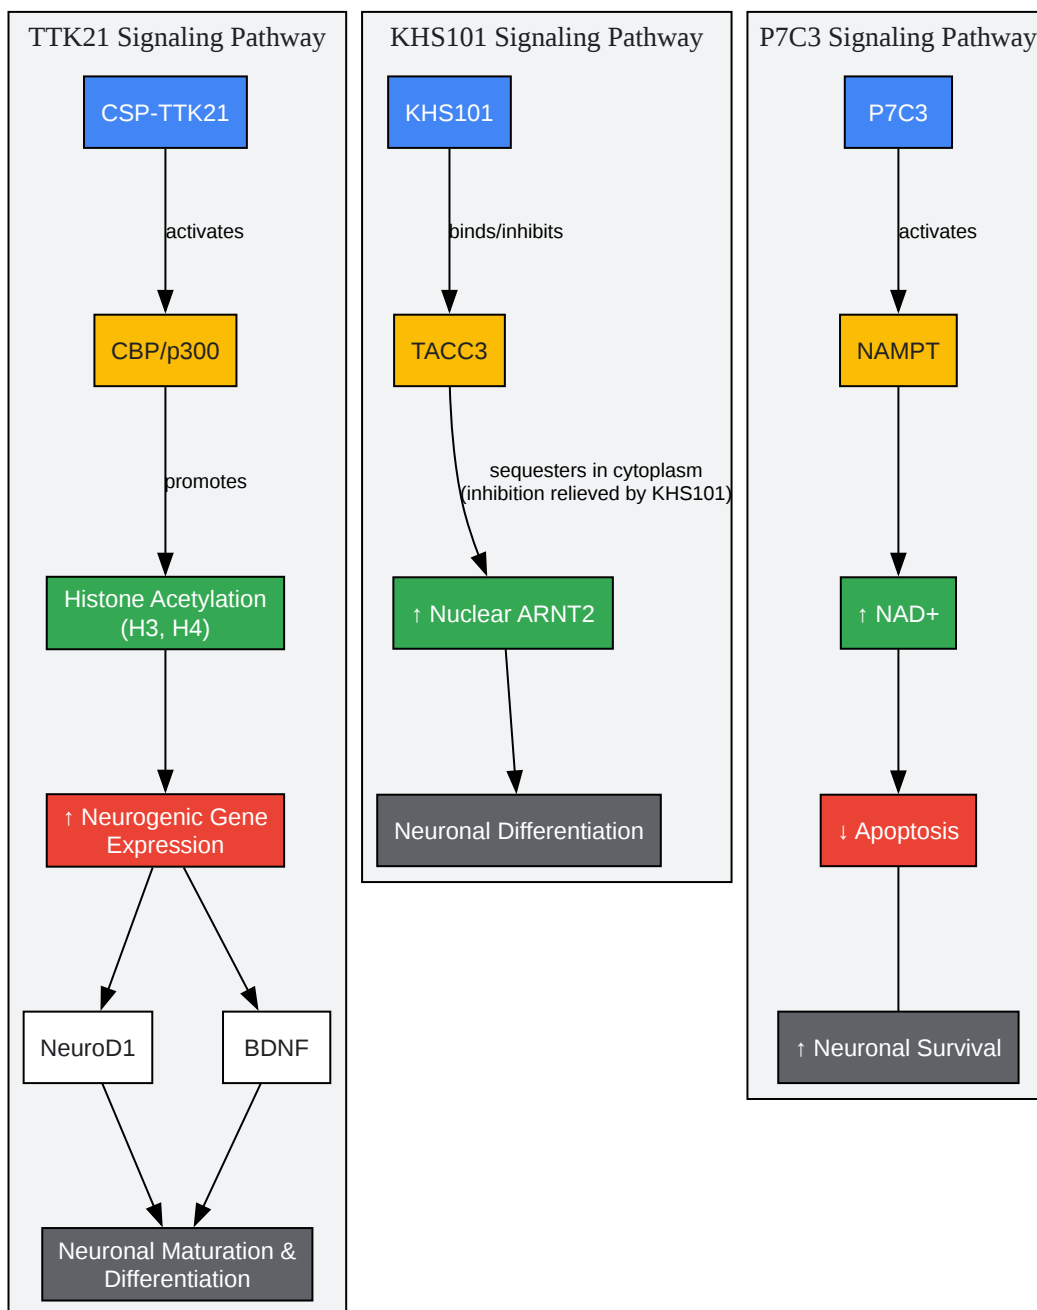 TTK21 Signaling Pathway
CSP-TTK21
activates
CBP/p300
promotes
Histone Acetylation
(H3, H4)
↑ Neurogenic Gene
Expression
NeuroD1
BDNF
Neuronal Maturation &
Differentiation
KHS101 Signaling Pathway
KHS101
binds/inhibits
TACC3
sequesters in cytoplasm
(inhibition relieved by KHS101)
↑ Nuclear ARNT2
Neuronal Differentiation
P7C3 Signaling Pathway
P7C3
activates
NAMPT
↑ NAD+
↓ Apoptosis
↑ Neuronal Survival